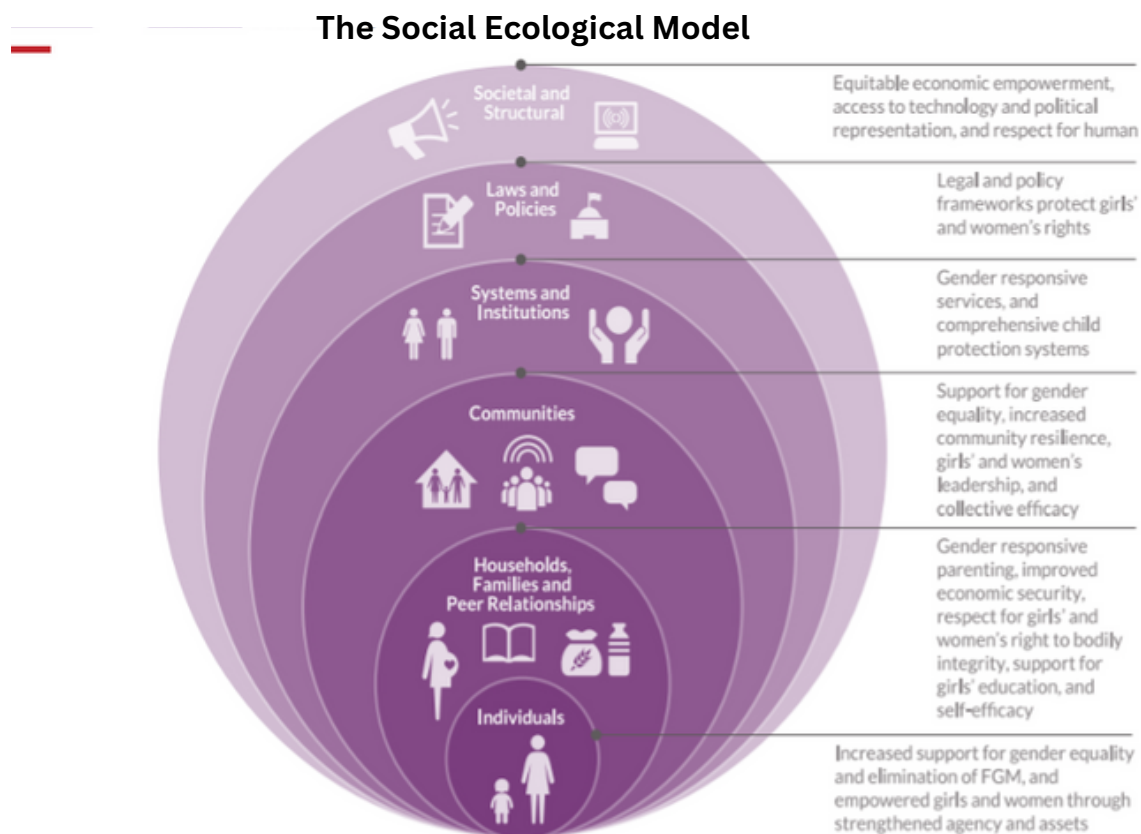 The Social Ecological Model
Societal and
Structural
Equitable economic empowerment,
access to technology and political
representation, and respect for human
Laws and
Policies
Legal and policy
frameworks protect girls'
and women's rights
Systems and
Institutions
Gender responsive
services, and
comprehensive child
protection systems
Communities
Support for gender
equality, increased
community resilience,
girls' and women's
leadership, and
collective efficacy
Households,
Families and
Peer Relationships
Gender responsive
parenting, improved
economic security,
respect for girls' and
women's right to bodily
integrity, support for
girls' education, and
self-efficacy
Individuals
Increased support for gender equality
and elimination of FGM, and
empowered girls and women through
strengthened agency and assets